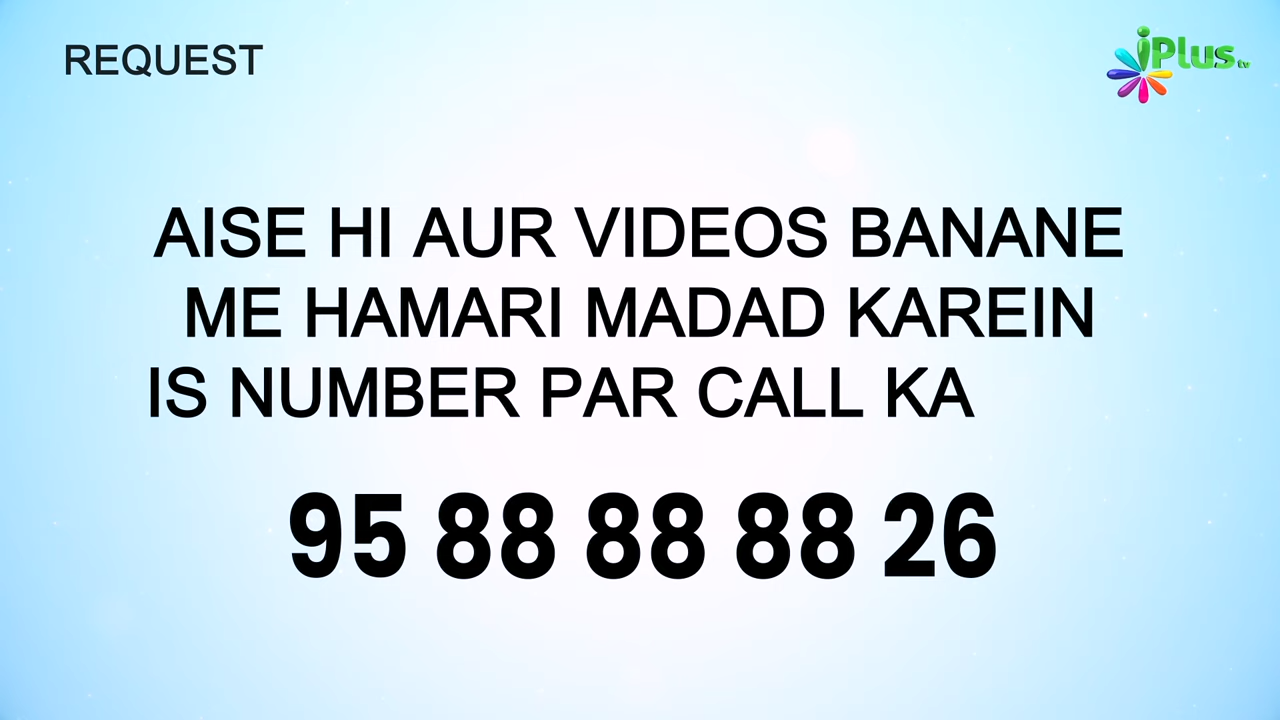 REQUEST
iPlus tv
AISE HI AUR VIDEOS BANANE
ME HAMARI MADAD KAREIN
IS NUMBER PAR CALL KA
95 88 88 88 26